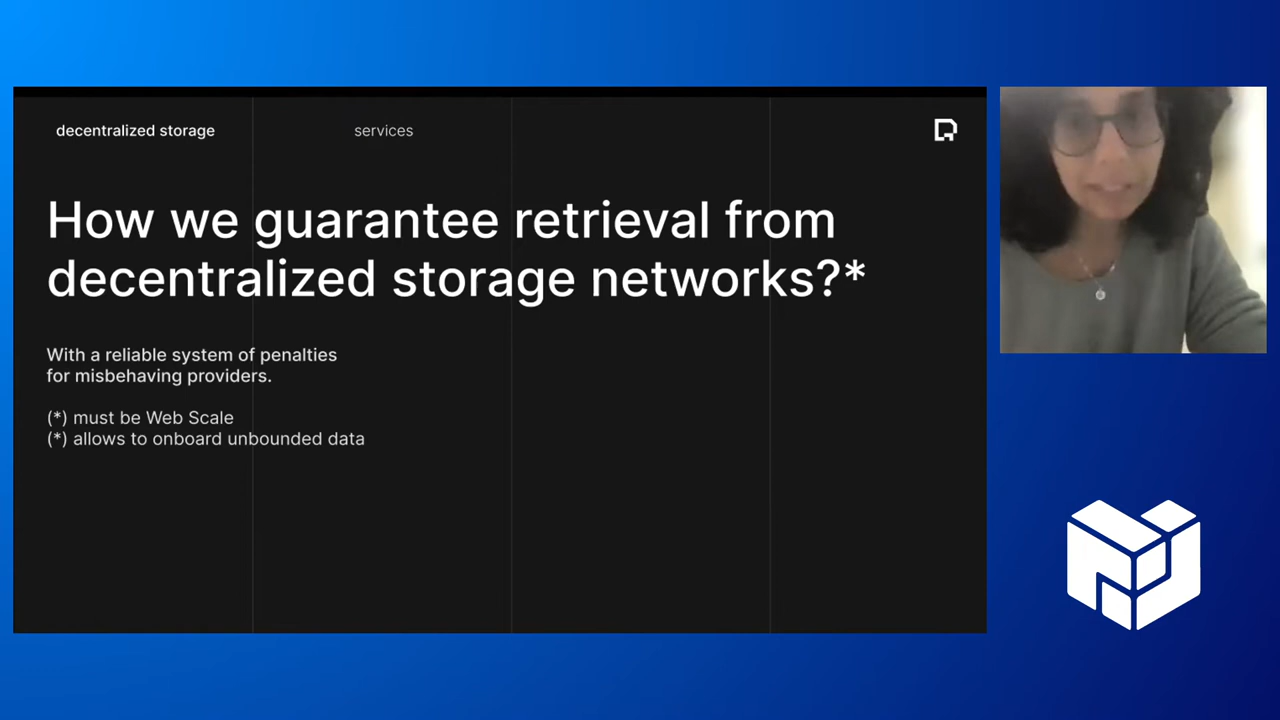 decentralized storage
services
How we guarantee retrieval from
decentralized storage networks?*
With a reliable system of penalties
for misbehaving providers.
(*) must be Web Scale
(*) allows to onboard unbounded data